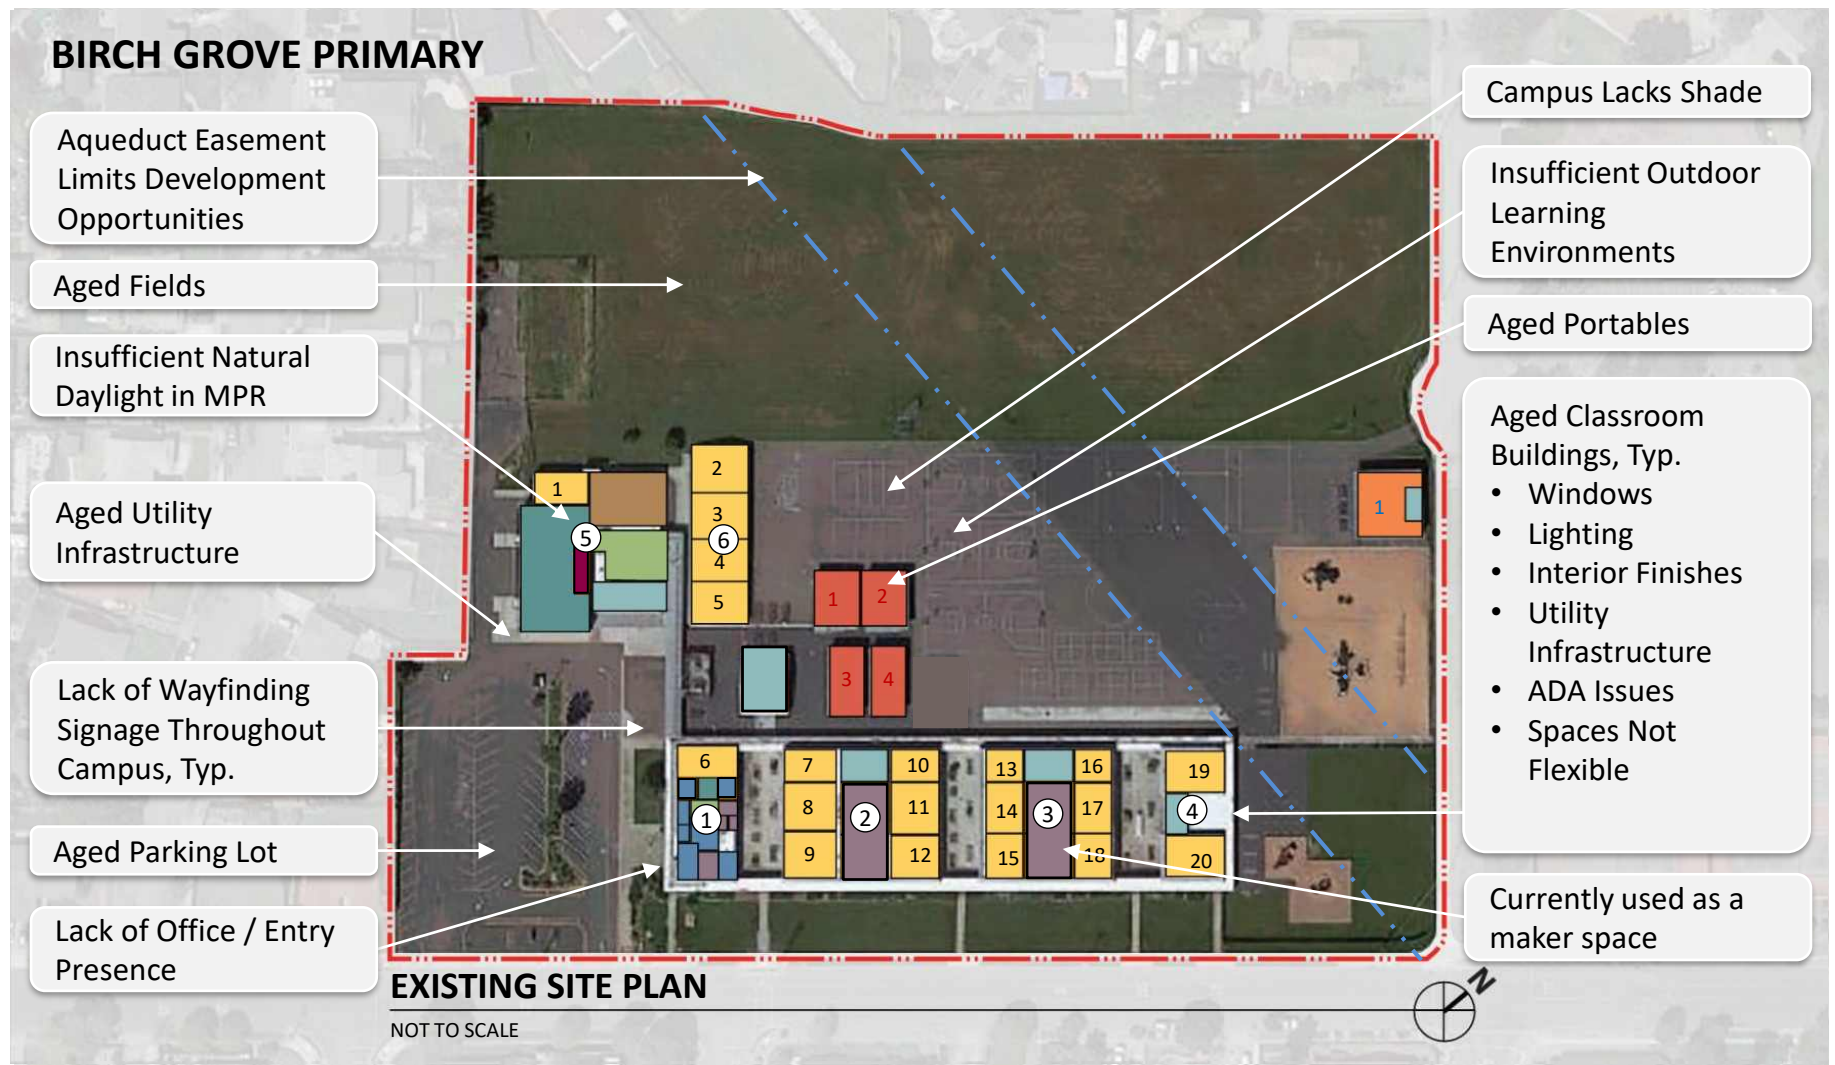 BIRCH GROVE PRIMARY
Aqueduct Easement
Limits Development
Opportunities
Aged Fields
Insufficient Natural
Daylight in MPR
Aged Utility
Infrastructure
Lack of Wayfinding
Signage Throughout
Campus, Typ.
Aged Parking Lot
Lack of Office / Entry
Presence
Campus Lacks Shade
Insufficient Outdoor
Learning
Environments
Aged Portables
Aged Classroom
Buildings, Typ.
• Windows
• Lighting
• Interior Finishes
• Utility
Infrastructure
• ADA Issues
• Spaces Not
Flexible
Currently used as a
maker space
1
5
2
3
6
4
5
1
2
3
4
1
6
1
7
8
9
2
10
11
12
13
14
15
3
16
17
18
19
4
20
EXISTING SITE PLAN
NOT TO SCALE
N